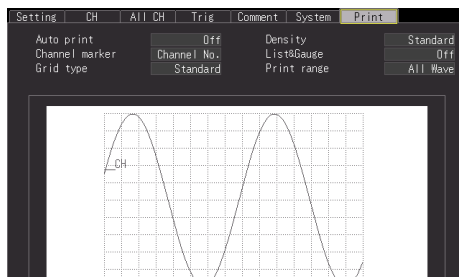 Setting CH All CH Trig Comment System Print
Auto print Off Density Standard
Channel marker Channel No. List&Gauge Off
Grid type Standard Print range All Wave
CH